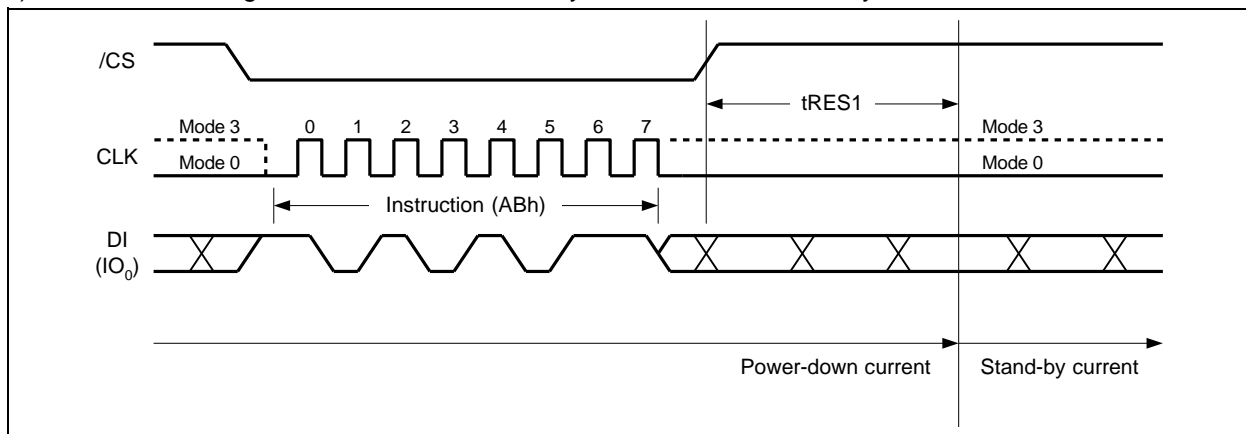 /CS
tRES1
Mode 3 0 1 2 3 4 5 6 7 Mode 3
CLK
Mode 0 Mode 0
Instruction (ABh)
DI
(IO0)
Power-down current Stand-by current